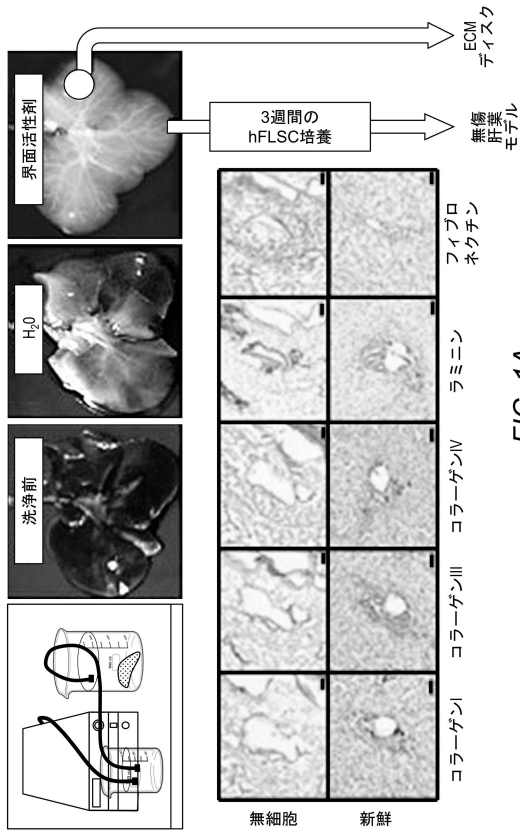 洗浄前
H₂O
界面活性剤
3週間の
hFLSC培養
ECM
ディスク
無傷
肝葉
モデル
無細胞
新鮮
コラーゲンI
コラーゲンIII
コラーゲンIV
ラミニン
フィブロ
ネクチン
FIG. 1A